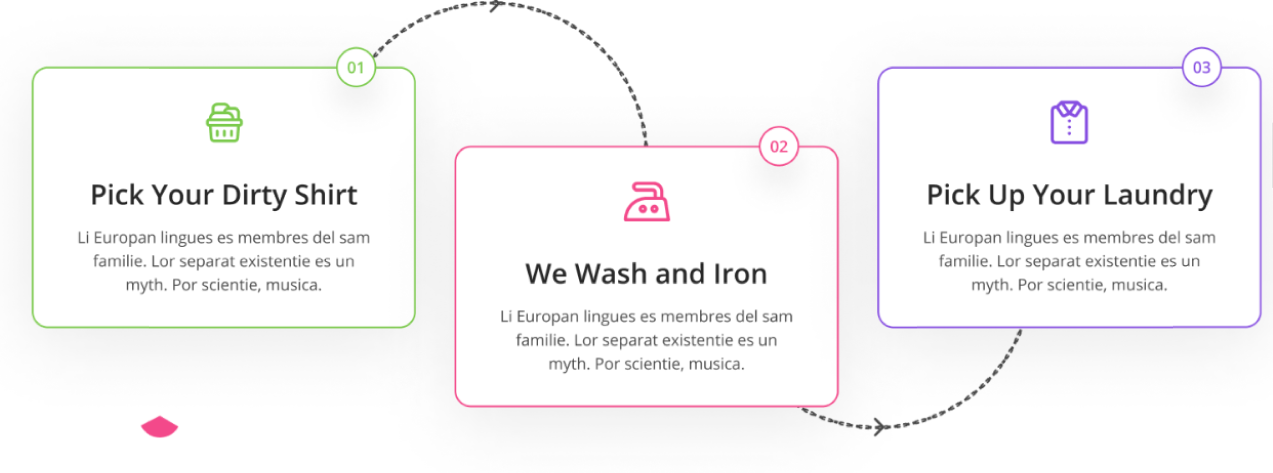 01
Pick Your Dirty Shirt
Li Europan lingues es membres del sam
familie. Lor separat existentie es un
myth. Por scientie, musica.
02
We Wash and Iron
Li Europan lingues es membres del sam
familie. Lor separat existentie es un
myth. Por scientie, musica.
03
Pick Up Your Laundry
Li Europan lingues es membres del sam
familie. Lor separat existentie es un
myth. Por scientie, musica.